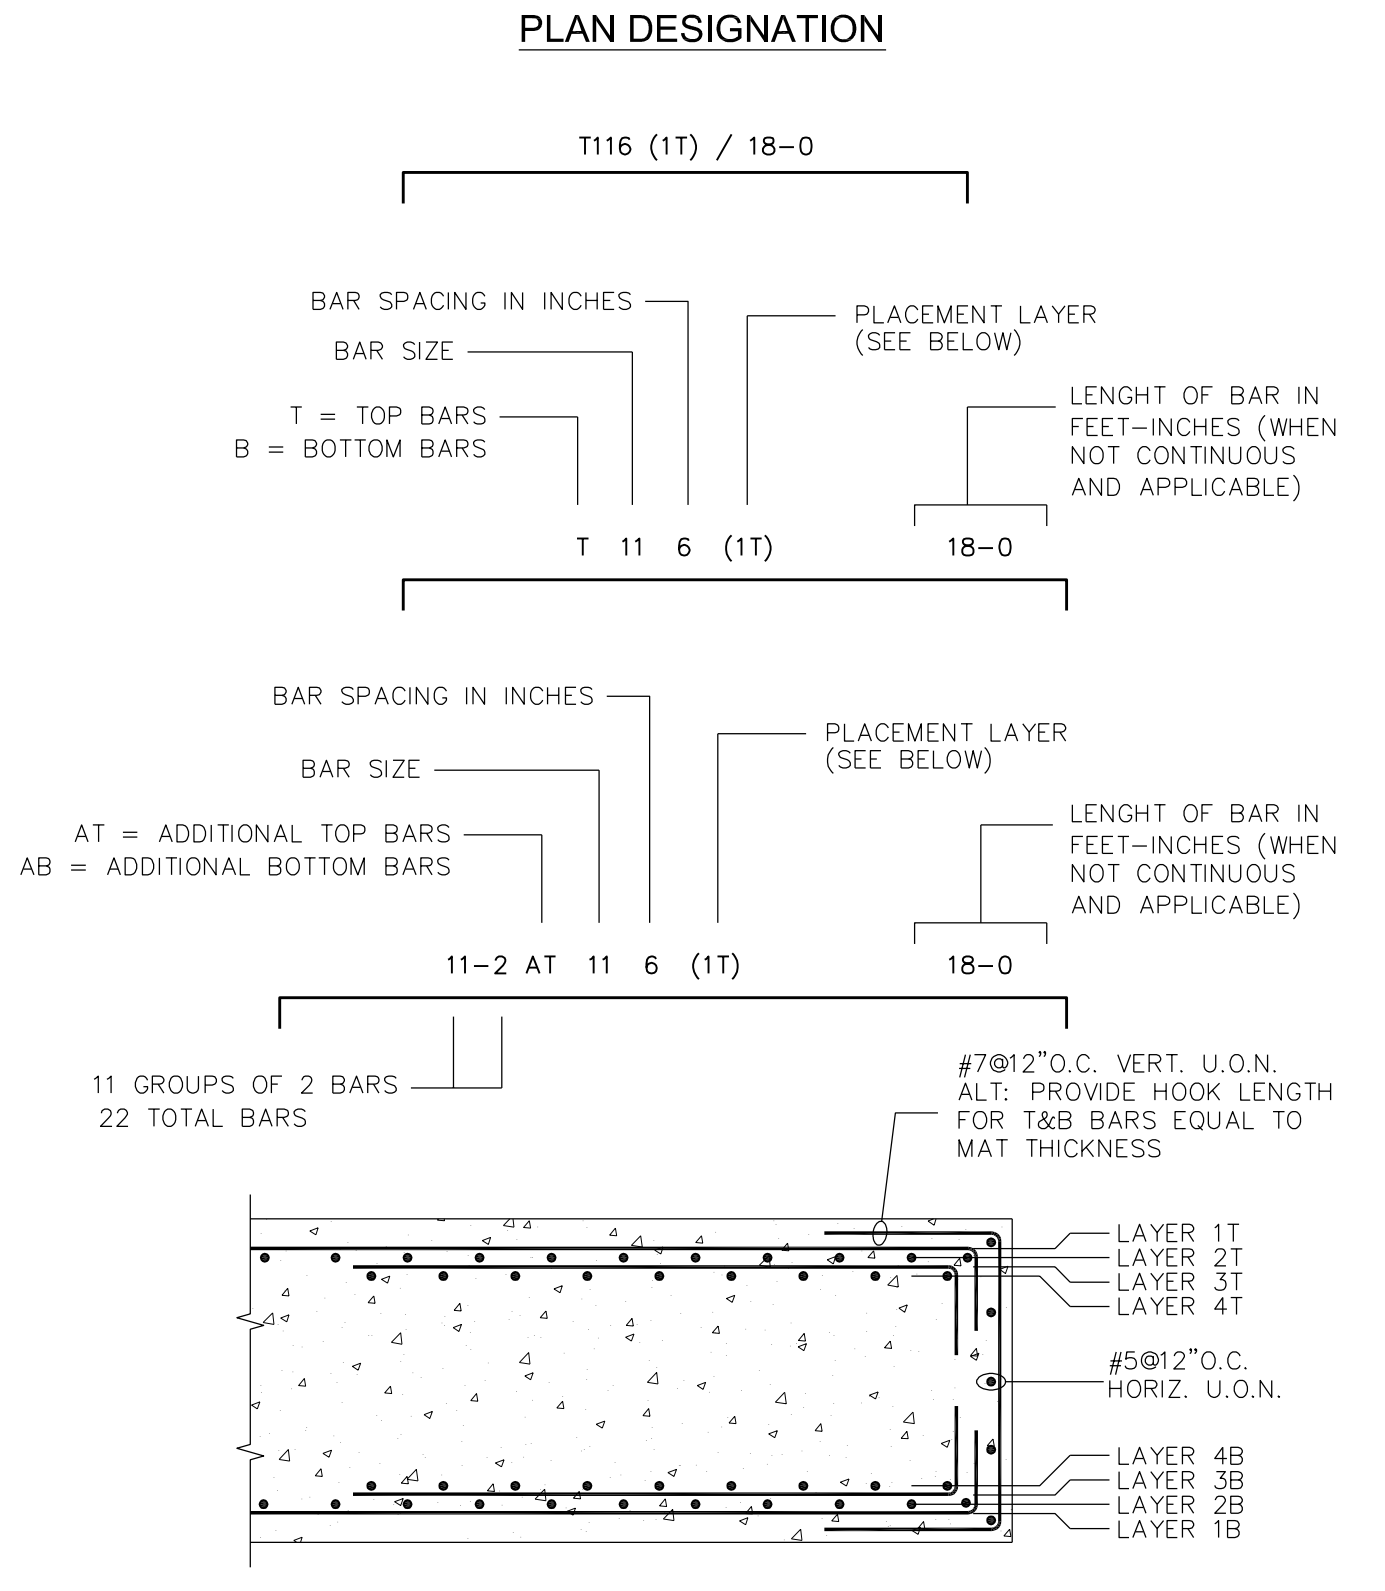 PLAN DESIGNATION
T116 (1T) / 18-0
BAR SPACING IN INCHES
PLACEMENT LAYER
(SEE BELOW)
BAR SIZE
T = TOP BARS
B = BOTTOM BARS
LENGHT OF BAR IN
FEET-INCHES (WHEN
NOT CONTINUOUS
AND APPLICABLE)
T 11 6 (1T) 18-0
BAR SPACING IN INCHES
PLACEMENT LAYER
(SEE BELOW)
BAR SIZE
AT = ADDITIONAL TOP BARS
AB = ADDITIONAL BOTTOM BARS
LENGHT OF BAR IN
FEET-INCHES (WHEN
NOT CONTINUOUS
AND APPLICABLE)
11-2 AT 11 6 (1T) 18-0
11 GROUPS OF 2 BARS
22 TOTAL BARS
#7@12"O.C. VERT. U.O.N.
ALT: PROVIDE HOOK LENGTH
FOR T&B BARS EQUAL TO
MAT THICKNESS
LAYER 1T
LAYER 2T
LAYER 3T
LAYER 4T
#5@12"O.C.
HORIZ. U.O.N.
LAYER 4B
LAYER 3B
LAYER 2B
LAYER 1B